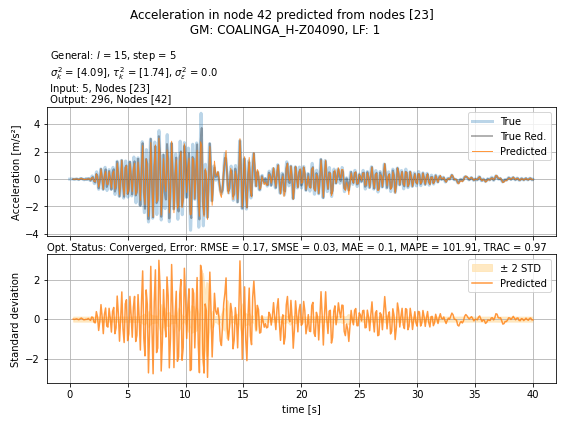 Acceleration in node 42 predicted from nodes [23]
GM: COALINGA_H-Z04090, LF: 1
General: l = 15, step = 5
σ²ₖ = [4.09], τ²ₖ = [1.74], σ²ε = 0.0
Input: 5, Nodes [23]
Output: 296, Nodes [42]
Acceleration [m/s²]
4
2
0
−2
−4
True
True Red.
Predicted
Opt. Status: Converged, Error: RMSE = 0.17, SMSE = 0.03, MAE = 0.1, MAPE = 101.91, TRAC = 0.97
Standard deviation
2
0
−2
± 2 STD
Predicted
0 5 10 15 20 25 30 35 40
time [s]